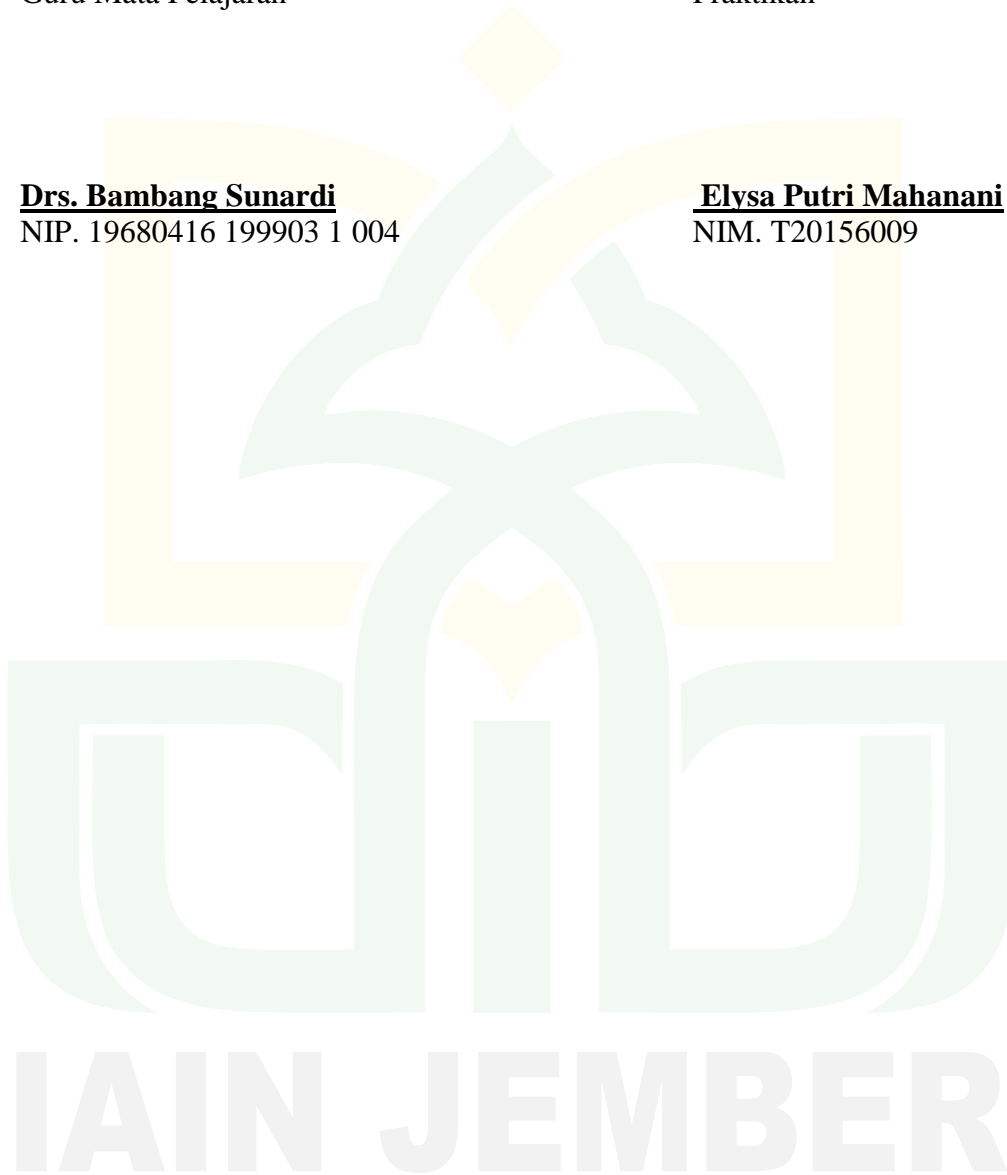 Guru Mata Pelajaran Praktikan
Drs. Bambang Sunardi Elysa Putri Mahanani
NIP. 19680416 199903 1 004 NIM. T20156009
IAIN JEMBER